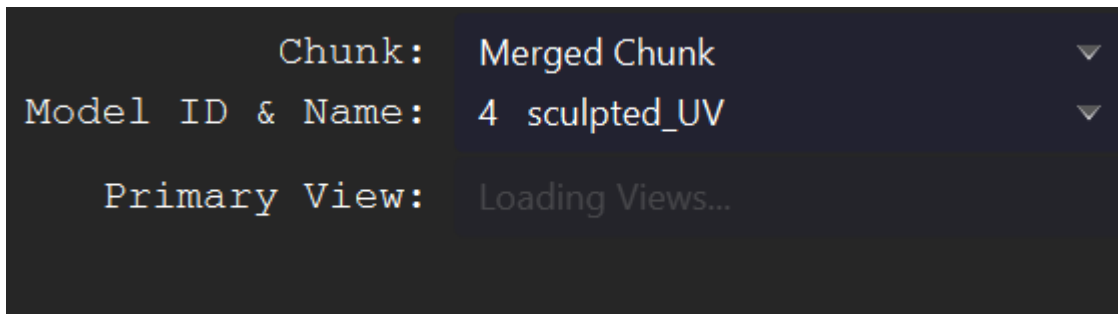 Chunk: Merged Chunk
Model ID & Name: 4 sculpted_UV
Primary View: Loading Views...